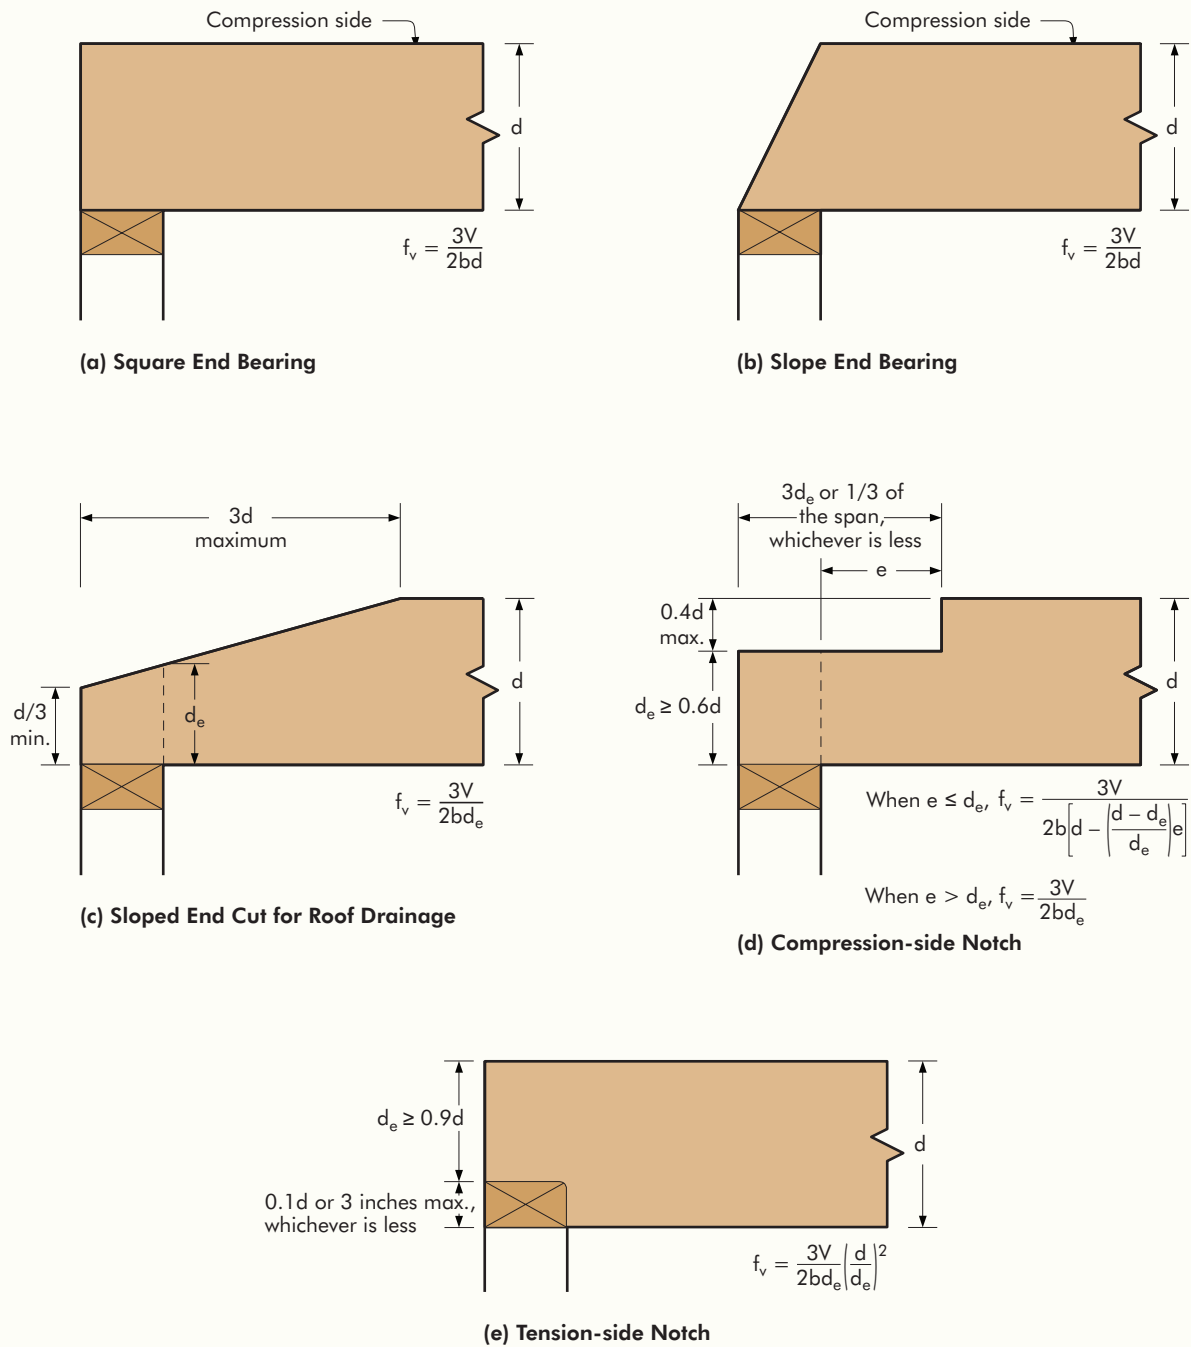 Compression side
d
f_v = 3V / 2bd
(a) Square End Bearing
Compression side
d
f_v = 3V / 2bd
(b) Slope End Bearing
3d
maximum
d/3
min.
d_e
d
f_v = 3V / 2bd_e
(c) Sloped End Cut for Roof Drainage
3d_e or 1/3 of
the span,
whichever is less
e
0.4d
max.
d_e ≥ 0.6d
d
When e ≤ d_e, f_v = 3V / 2b[d – ((d – d_e) / d_e)e]
When e > d_e, f_v = 3V / 2bd_e
(d) Compression-side Notch
d_e ≥ 0.9d
0.1d or 3 inches max.,
whichever is less
d
f_v = 3V / 2bd_e (d / d_e)²
(e) Tension-side Notch